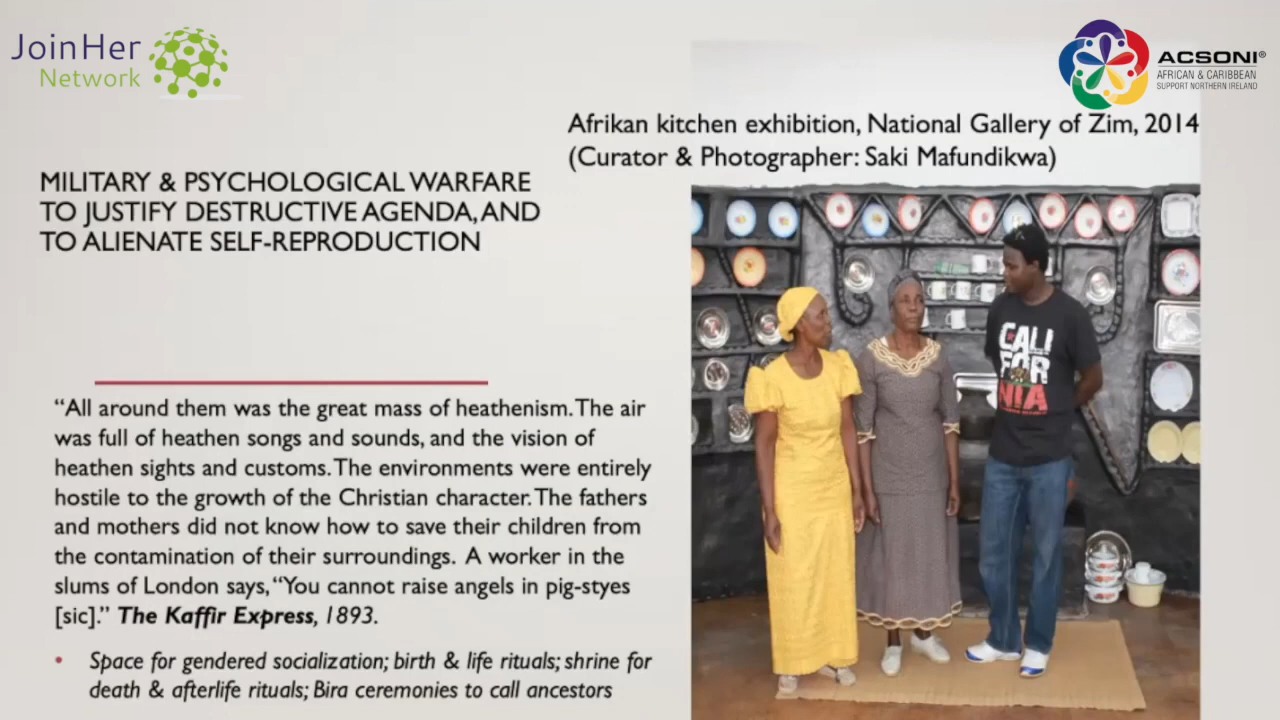 JoinHer
Network
ACSONI®
AFRICAN & CARIBBEAN
SUPPORT NORTHERN IRELAND
Afrikan kitchen exhibition, National Gallery of Zim, 2014
(Curator & Photographer: Saki Mafundikwa)
MILITARY & PSYCHOLOGICAL WARFARE
TO JUSTIFY DESTRUCTIVE AGENDA, AND
TO ALIENATE SELF-REPRODUCTION
“All around them was the great mass of heathenism. The air
was full of heathen songs and sounds, and the vision of
heathen sights and customs. The environments were entirely
hostile to the growth of the Christian character. The fathers
and mothers did not know how to save their children from
the contamination of their surroundings. A worker in the
slums of London says, “You cannot raise angels in pig-styes
[sic].” The Kaffir Express, 1893.
• Space for gendered socialization; birth & life rituals; shrine for
death & afterlife rituals; Bira ceremonies to call ancestors
CALI
FOR
NIA